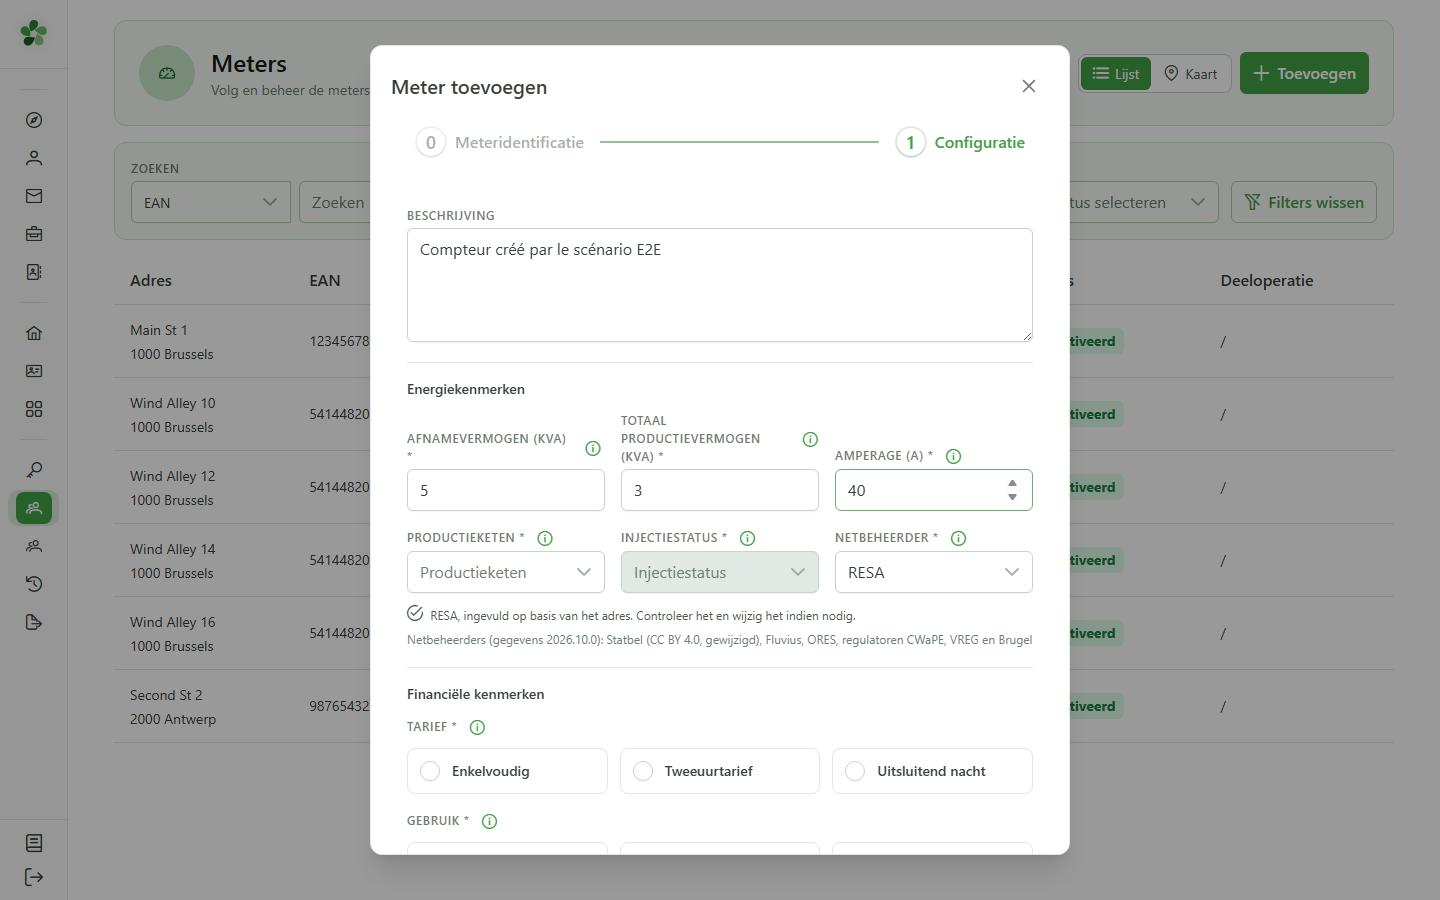 Meters
Volg en beheer de meters
Lijst
Kaart
Toevoegen
ZOEKEN
EAN
Zoeken
tus selecteren
Filters wissen
Adres
EAN
s
Deeloperatie
Main St 1
1000 Brussels
12345678
tiveerd
/
Wind Alley 10
1000 Brussels
54144820
tiveerd
/
Wind Alley 12
1000 Brussels
54144820
tiveerd
/
Wind Alley 14
1000 Brussels
54144820
tiveerd
/
Wind Alley 16
1000 Brussels
54144820
tiveerd
/
Second St 2
2000 Antwerp
98765432
tiveerd
/
Meter toevoegen
0 Meteridentificatie
1 Configuratie
BESCHRIJVING
Compteur créé par le scénario E2E
Energiekenmerken
AFNAMEVERMOGEN (KVA)
*
5
TOTAAL
PRODUCTIEVERMOGEN
(KVA) *
3
AMPERAGE (A) *
40
PRODUCTIEKETEN *
Productieketen
INJECTIESTATUS *
Injectiestatus
NETBEHEERDER *
RESA
RESA, ingevuld op basis van het adres. Controleer het en wijzig het indien nodig.
Netbeheerders (gegevens 2026.10.0): Statbel (CC BY 4.0, gewijzigd), Fluvius, ORES, regulatoren CWaPE, VREG en Brugel
Financiële kenmerken
TARIEF *
Enkelvoudig
Tweeuurtarief
Uitsluitend nacht
GEBRUIK *